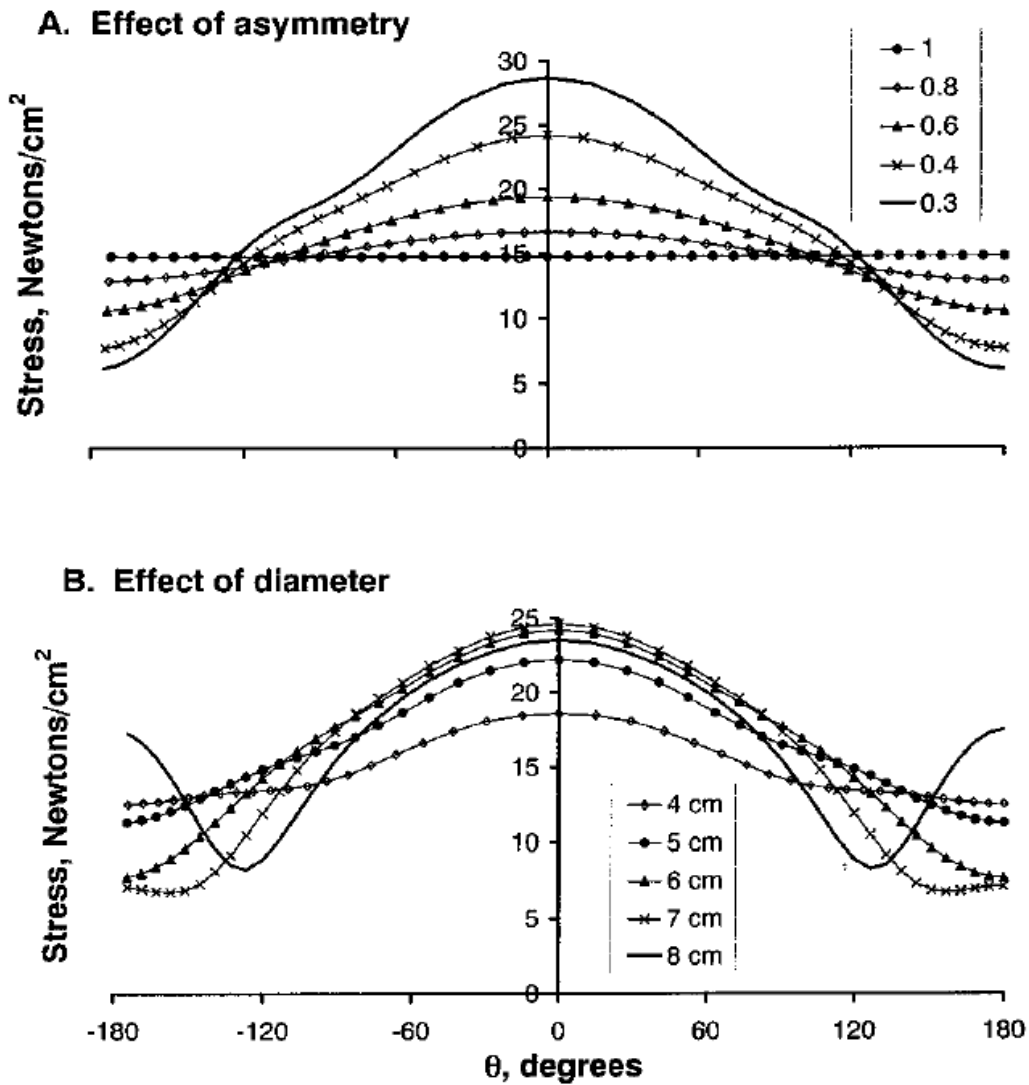 A. Effect of asymmetry
Stress, Newtons/cm²
30
25
20
15
10
5
0
1
0.8
0.6
0.4
0.3
B. Effect of diameter
Stress, Newtons/cm²
25
20
15
10
5
0
4 cm
5 cm
6 cm
7 cm
8 cm
-180 -120 -60 0 60 120 180
θ, degrees